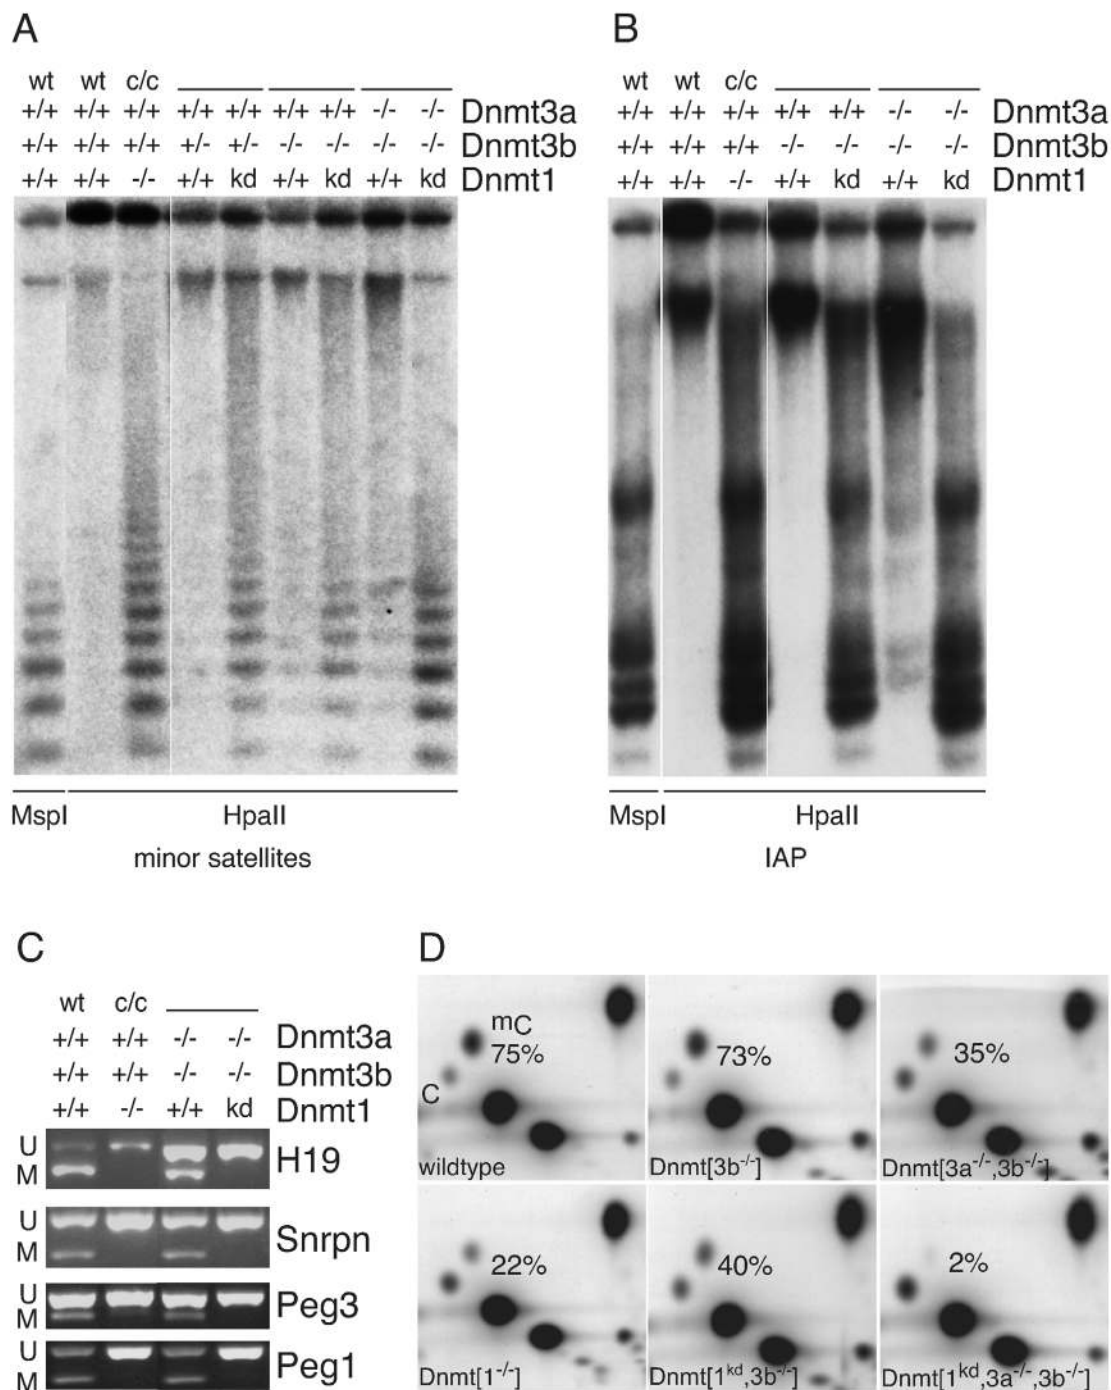 A
wt wt c/c
+/+ +/+ +/+ +/+ +/+ +/+ +/+ -/- -/- Dnmt3a
+/+ +/+ +/+ +/- +/- -/- -/- -/- -/- Dnmt3b
+/+ +/+ -/- +/+ kd +/+ kd +/+ kd Dnmt1
MspI HpaII
minor satellites
B
wt wt c/c
+/+ +/+ +/+ +/+ +/+ -/- -/- Dnmt3a
+/+ +/+ +/+ -/- -/- -/- -/- Dnmt3b
+/+ +/+ -/- +/+ kd +/+ kd Dnmt1
MspI HpaII
IAP
C
wt c/c
+/+ +/+ -/- -/- Dnmt3a
+/+ +/+ -/- -/- Dnmt3b
+/+ -/- +/+ kd Dnmt1
U
M H19
U
M Snrpn
U
M Peg3
U
M Peg1
D
mC
75%
C
wildtype
73%
Dnmt[3b-/-]
35%
Dnmt[3a-/-,3b-/-]
22%
Dnmt[1-/-]
40%
Dnmt[1kd,3b-/-]
2%
Dnmt[1kd,3a-/-,3b-/-]